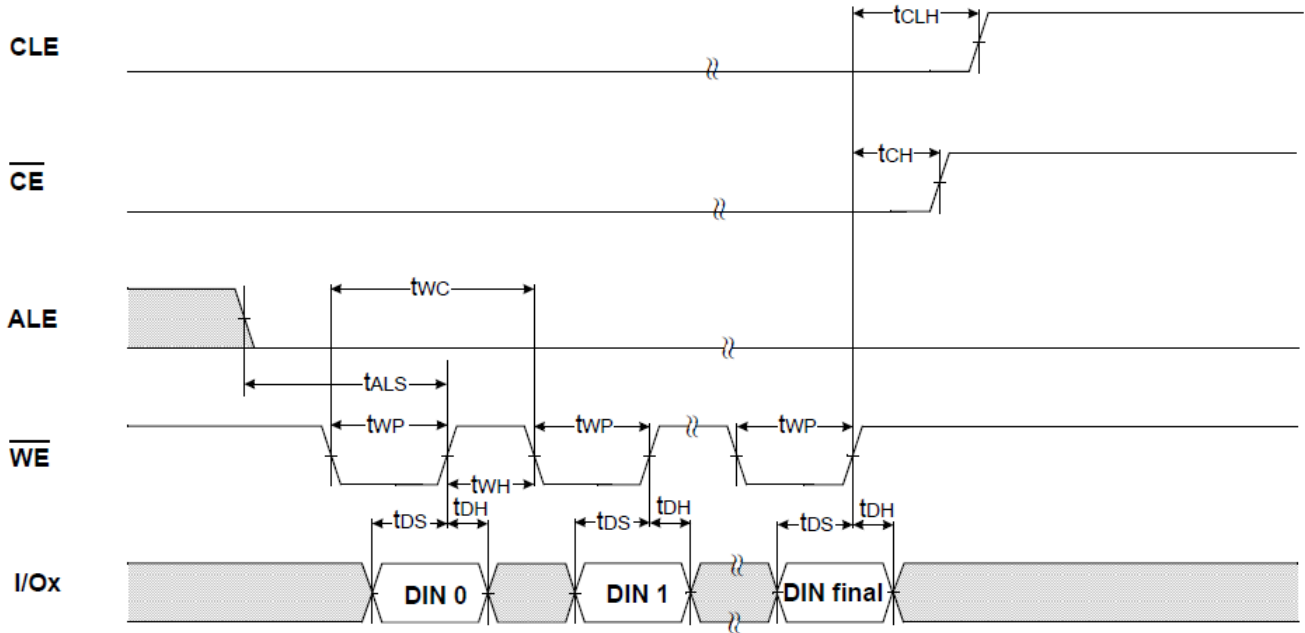 tCLH
CLE
tCH
CE
tWC
ALE
tALS
tWP tWP tWP
WE
tWH
tDS tDH tDS tDH tDS tDH
I/Ox DIN 0 DIN 1 DIN final